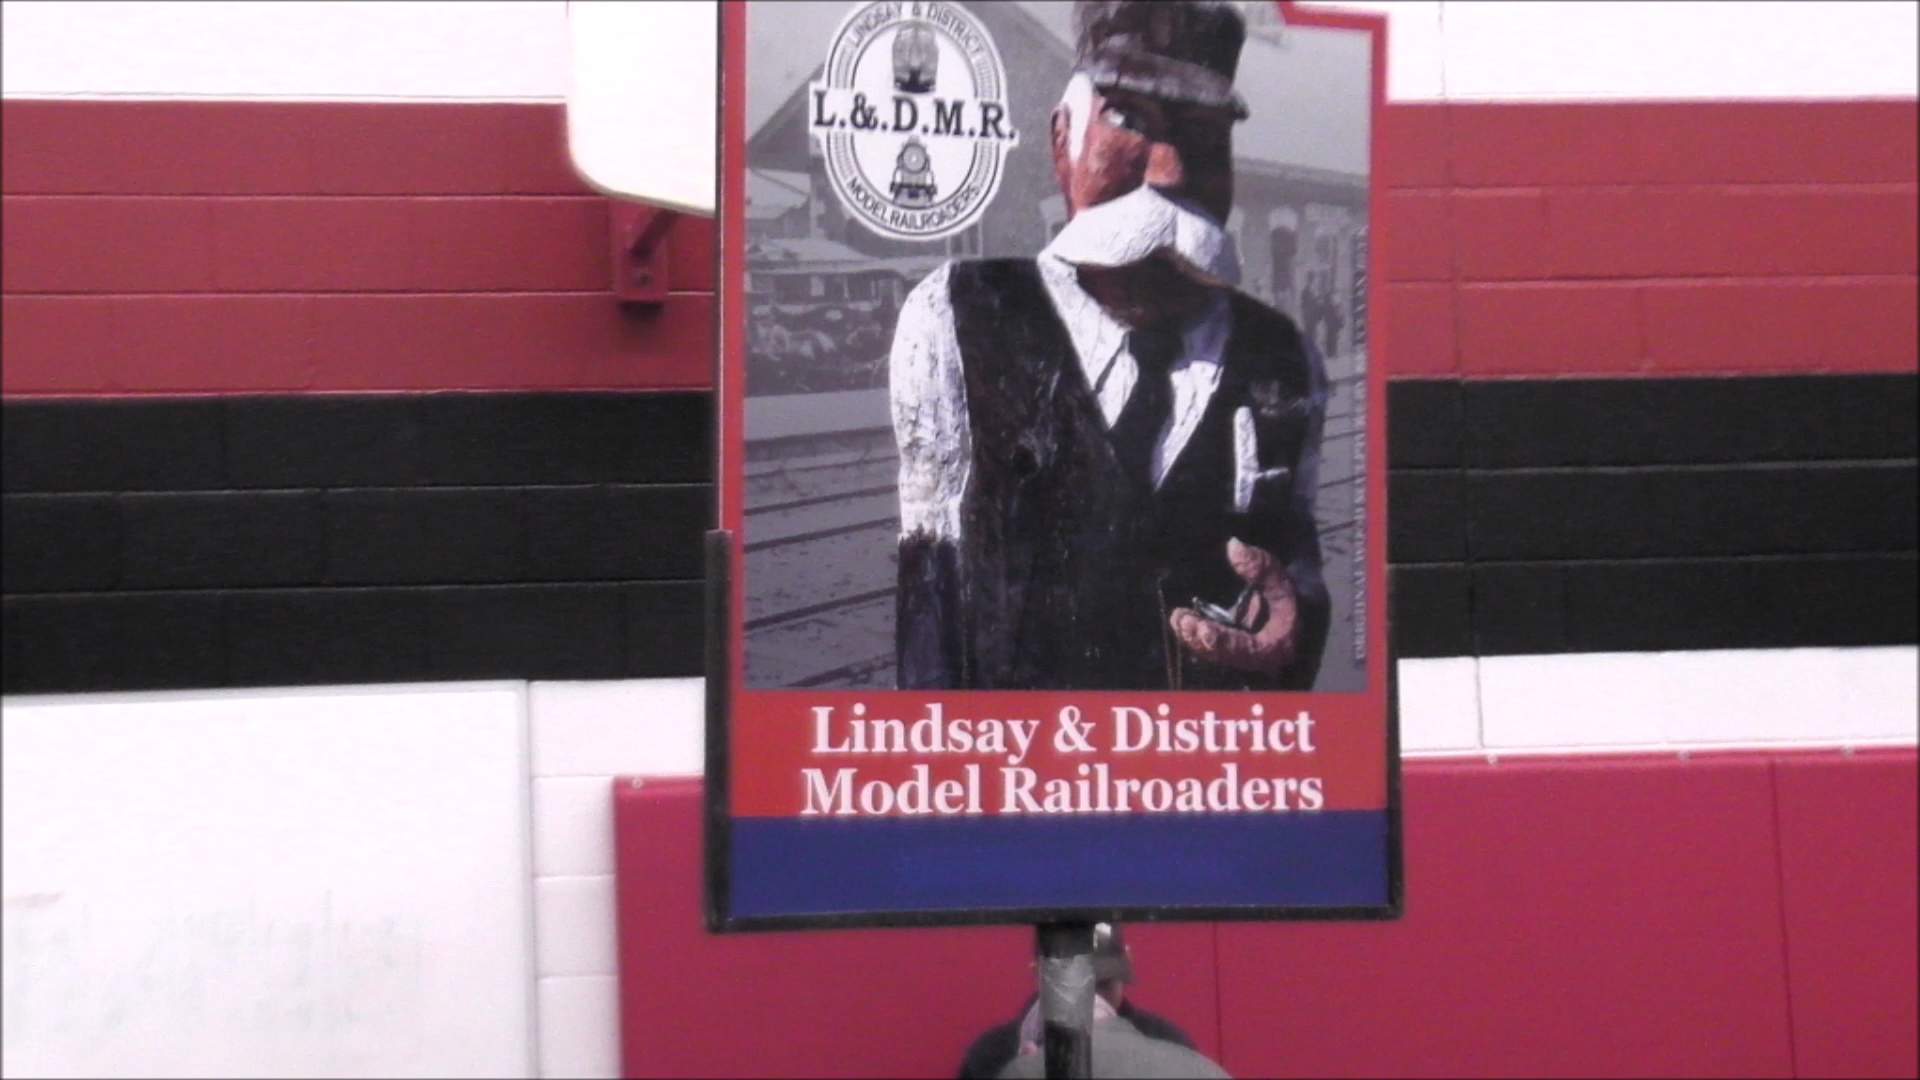 LINDSAY & DISTRICT
L.&.D.M.R.
MODEL RAILROADERS
Lindsay & District
Model Railroaders